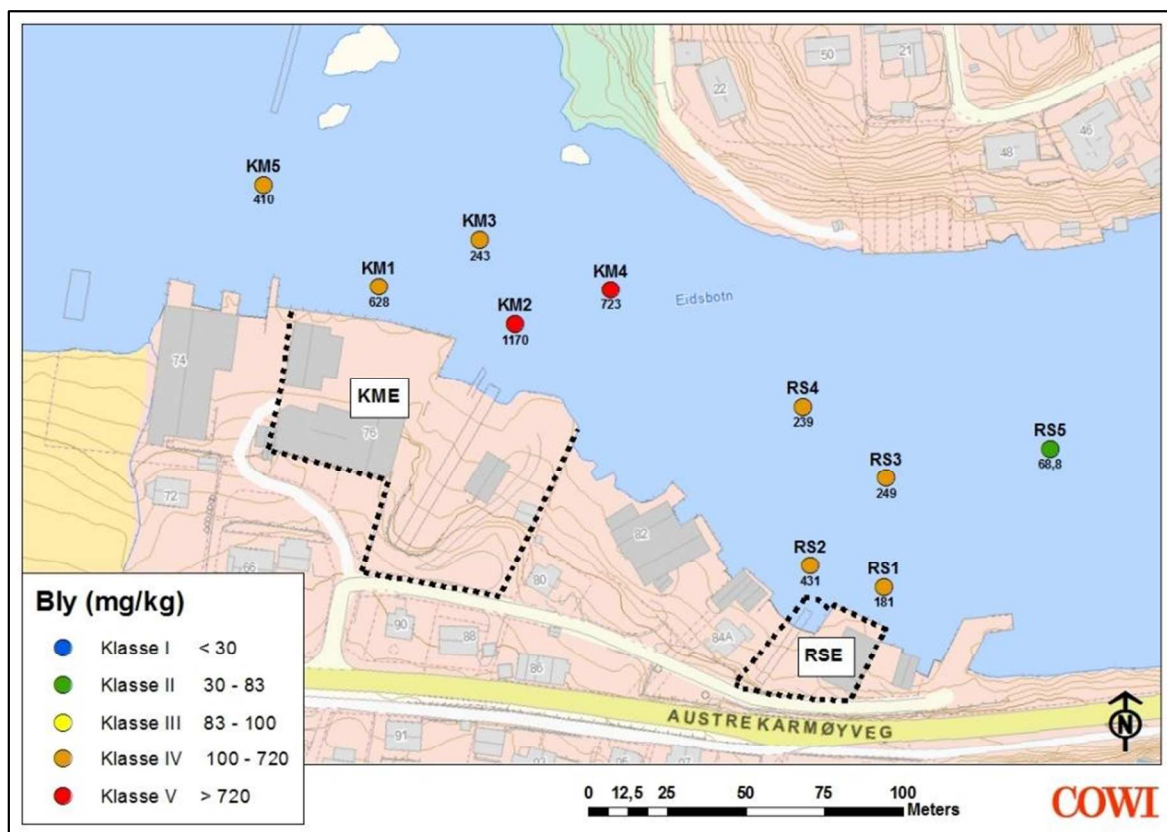 50
21
22
46
48
KM5
410
KM3
243
KM1
628
KM4
723
KM2
1170
Eidsbotn
74
KME
76
RS4
239
RS5
68,8
RS3
249
72
82
RS2
431
RS1
181
66
80
84A
90
88
86
RSE
AUSTRE KARMØYVEG
91
Bly (mg/kg)
Klasse I < 30
Klasse II 30 - 83
Klasse III 83 - 100
Klasse IV 100 - 720
Klasse V > 720
N
0 12,5 25 50 75 100
Meters
COWI